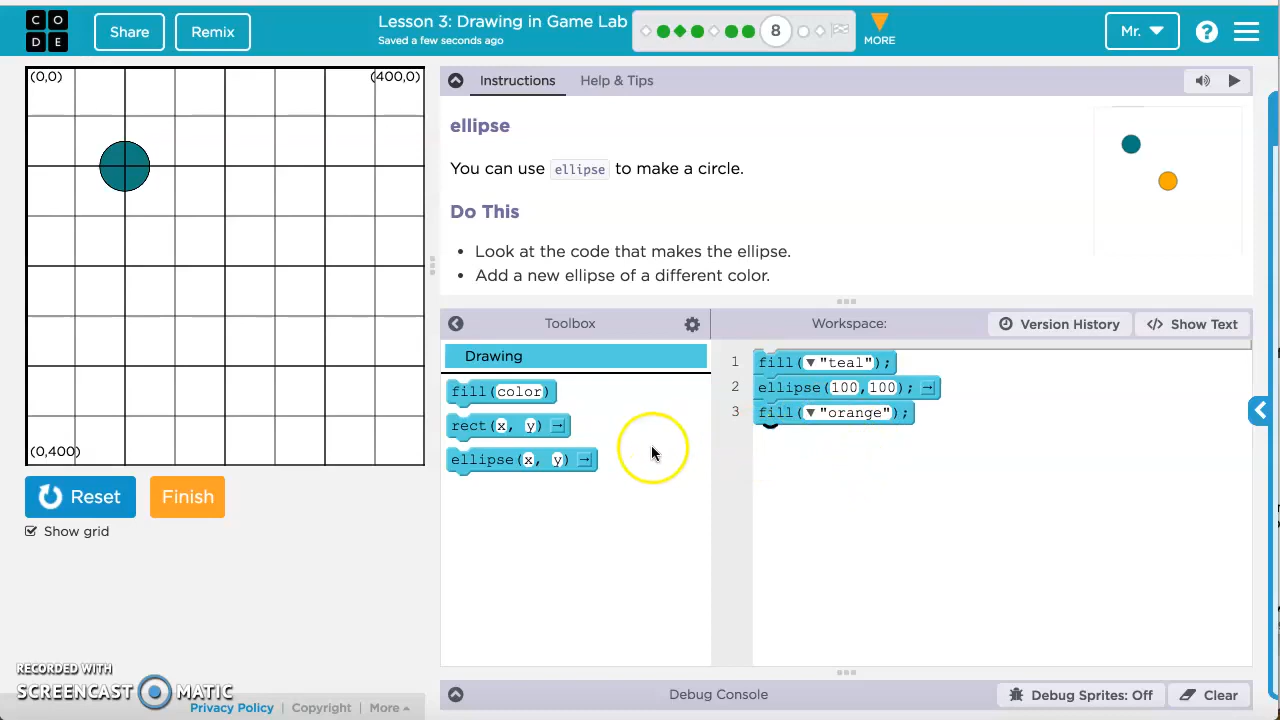 CO
DE
Share
Remix
Lesson 3: Drawing in Game Lab
Saved a few seconds ago
8
MORE
Mr.
?
(0,0)
(400,0)
(0,400)
Reset
Finish
Show grid
Instructions
Help & Tips
ellipse
You can use ellipse to make a circle.
Do This
• Look at the code that makes the ellipse.
• Add a new ellipse of a different color.
Toolbox
Drawing
fill(color)
rect(x, y)
ellipse(x, y)
Workspace:
Version History
</> Show Text
1 fill("teal");
2 ellipse(100,100);
3 fill("orange");
Debug Console
Debug Sprites: Off
Clear
RECORDED WITH
SCREENCAST MATIC
Privacy Policy | Copyright | More